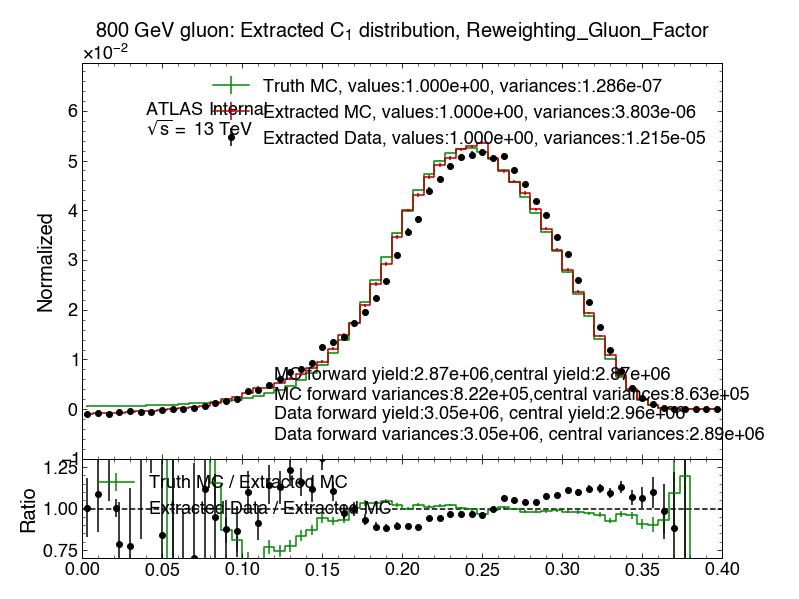 800 GeV gluon: Extracted C₁ distribution, Reweighting_Gluon_Factor
×10⁻²
Truth MC, values:1.000e+00, variances:1.286e-07
ATLAS Internal
Extracted MC, values:1.000e+00, variances:3.803e-06
√s = 13 TeV
Extracted Data, values:1.000e+00, variances:1.215e-05
6
5
4
3
2
1
0
-1
Normalized
MC forward yield:2.87e+06,central yield:2.87e+06
MC forward variances:8.22e+05,central variances:8.63e+05
Data forward yield:3.05e+06, central yield:2.96e+06
Data forward variances:3.05e+06, central variances:2.89e+06
1.25
1.00
0.75
Ratio
Truth MC / Extracted MC
Extracted Data / Extracted MC
0.00 0.05 0.10 0.15 0.20 0.25 0.30 0.35 0.40